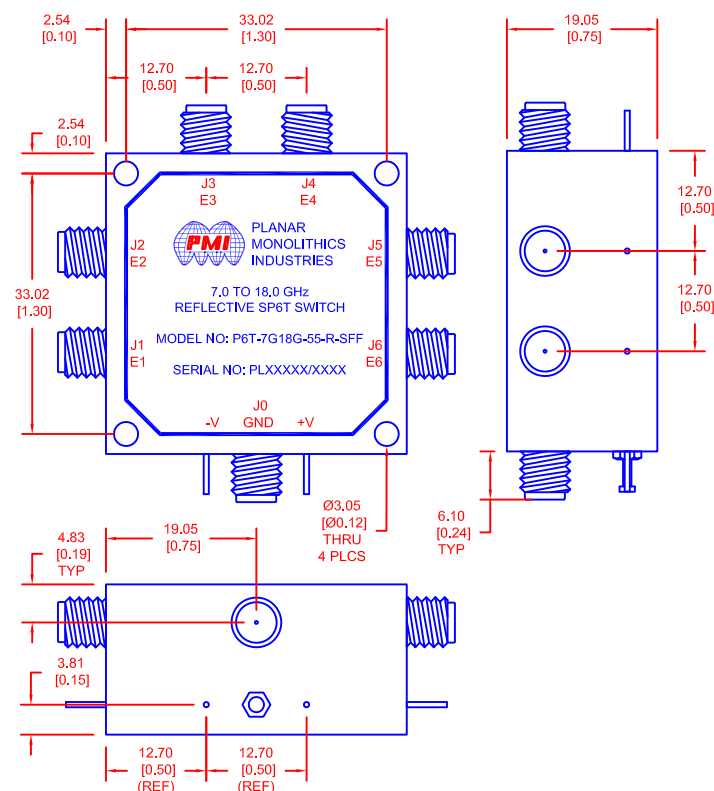 2.54
[0.10]
33.02
[1.30]
19.05
[0.75]
12.70
[0.50]
12.70
[0.50]
2.54
[0.10]
J3
E3
J4
E4
12.70
[0.50]
PMI
PLANAR
MONOLITHICS
INDUSTRIES
J2
E2
J5
E5
7.0 TO 18.0 GHz
REFLECTIVE SP6T SWITCH
33.02
[1.30]
12.70
[0.50]
MODEL NO: P6T-7G18G-55-R-SFF
J1
E1
J6
E6
SERIAL NO: PLXXXXX/XXXX
J0
-V GND +V
Ø3.05
[Ø0.12]
THRU
4 PLCS
6.10
[0.24]
TYP
4.83
[0.19]
TYP
19.05
[0.75]
3.81
[0.15]
12.70
[0.50]
(REF)
12.70
[0.50]
(REF)